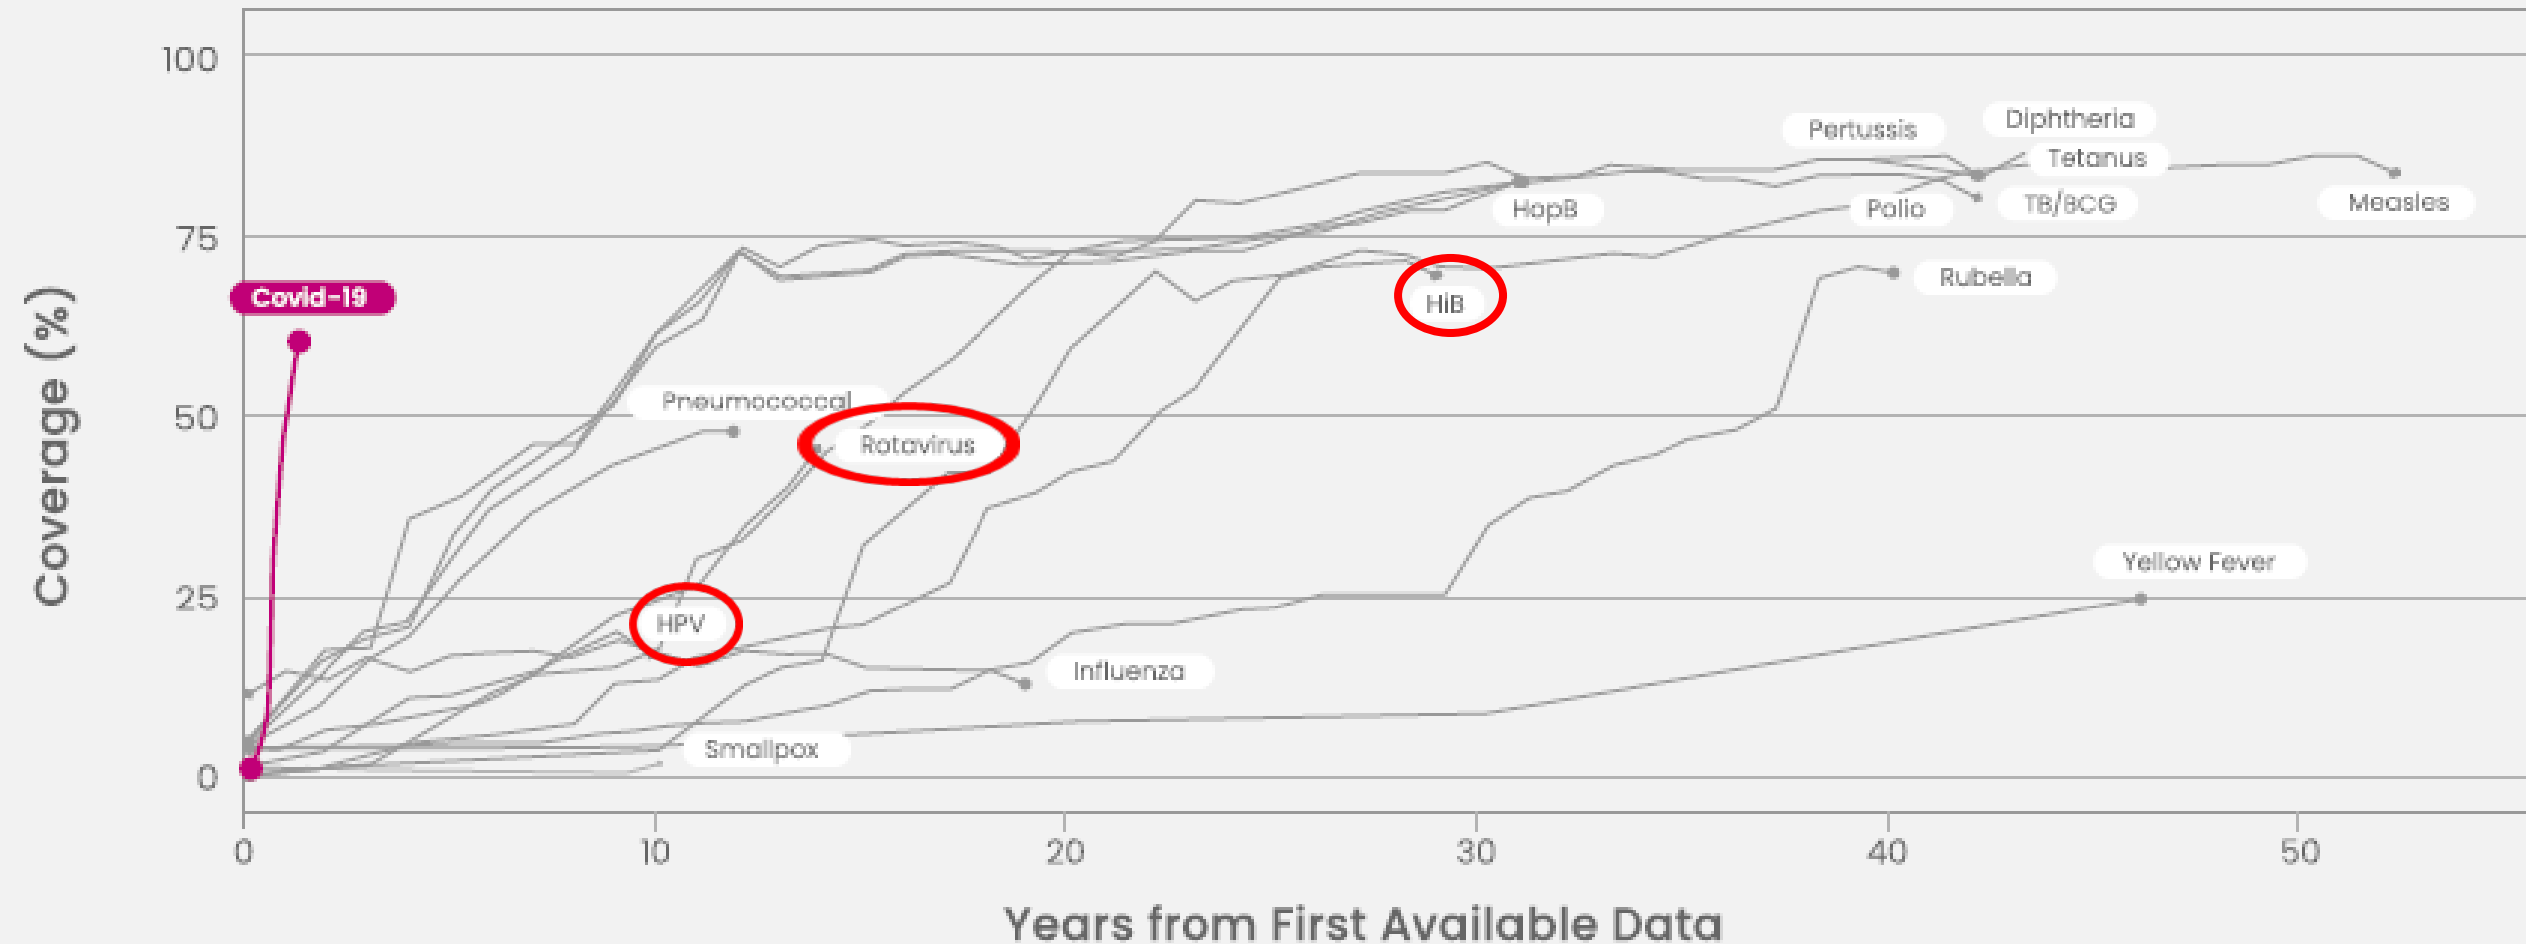 100
Diphtheria
Pertussis
Tetanus
HopB
Polio
TB/BCG
Measles
75
Covid-19
HiB
Rubella
Pneumococcal
50
Rotavirus
Yellow Fever
25
HPV
Influenza
Smallpox
0
0 10 20 30 40 50
Coverage (%)
Years from First Available Data